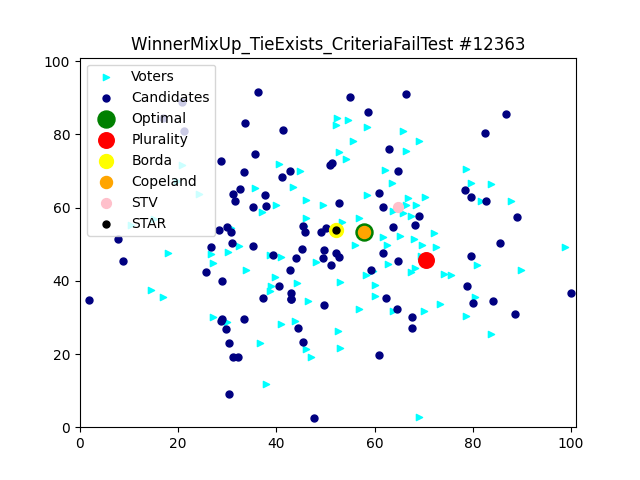 WinnerMixUp_TieExists_CriteriaFailTest #12363
100
80
60
40
20
0
Voters
Candidates
Optimal
Plurality
Borda
Copeland
STV
STAR
0 20 40 60 80 100